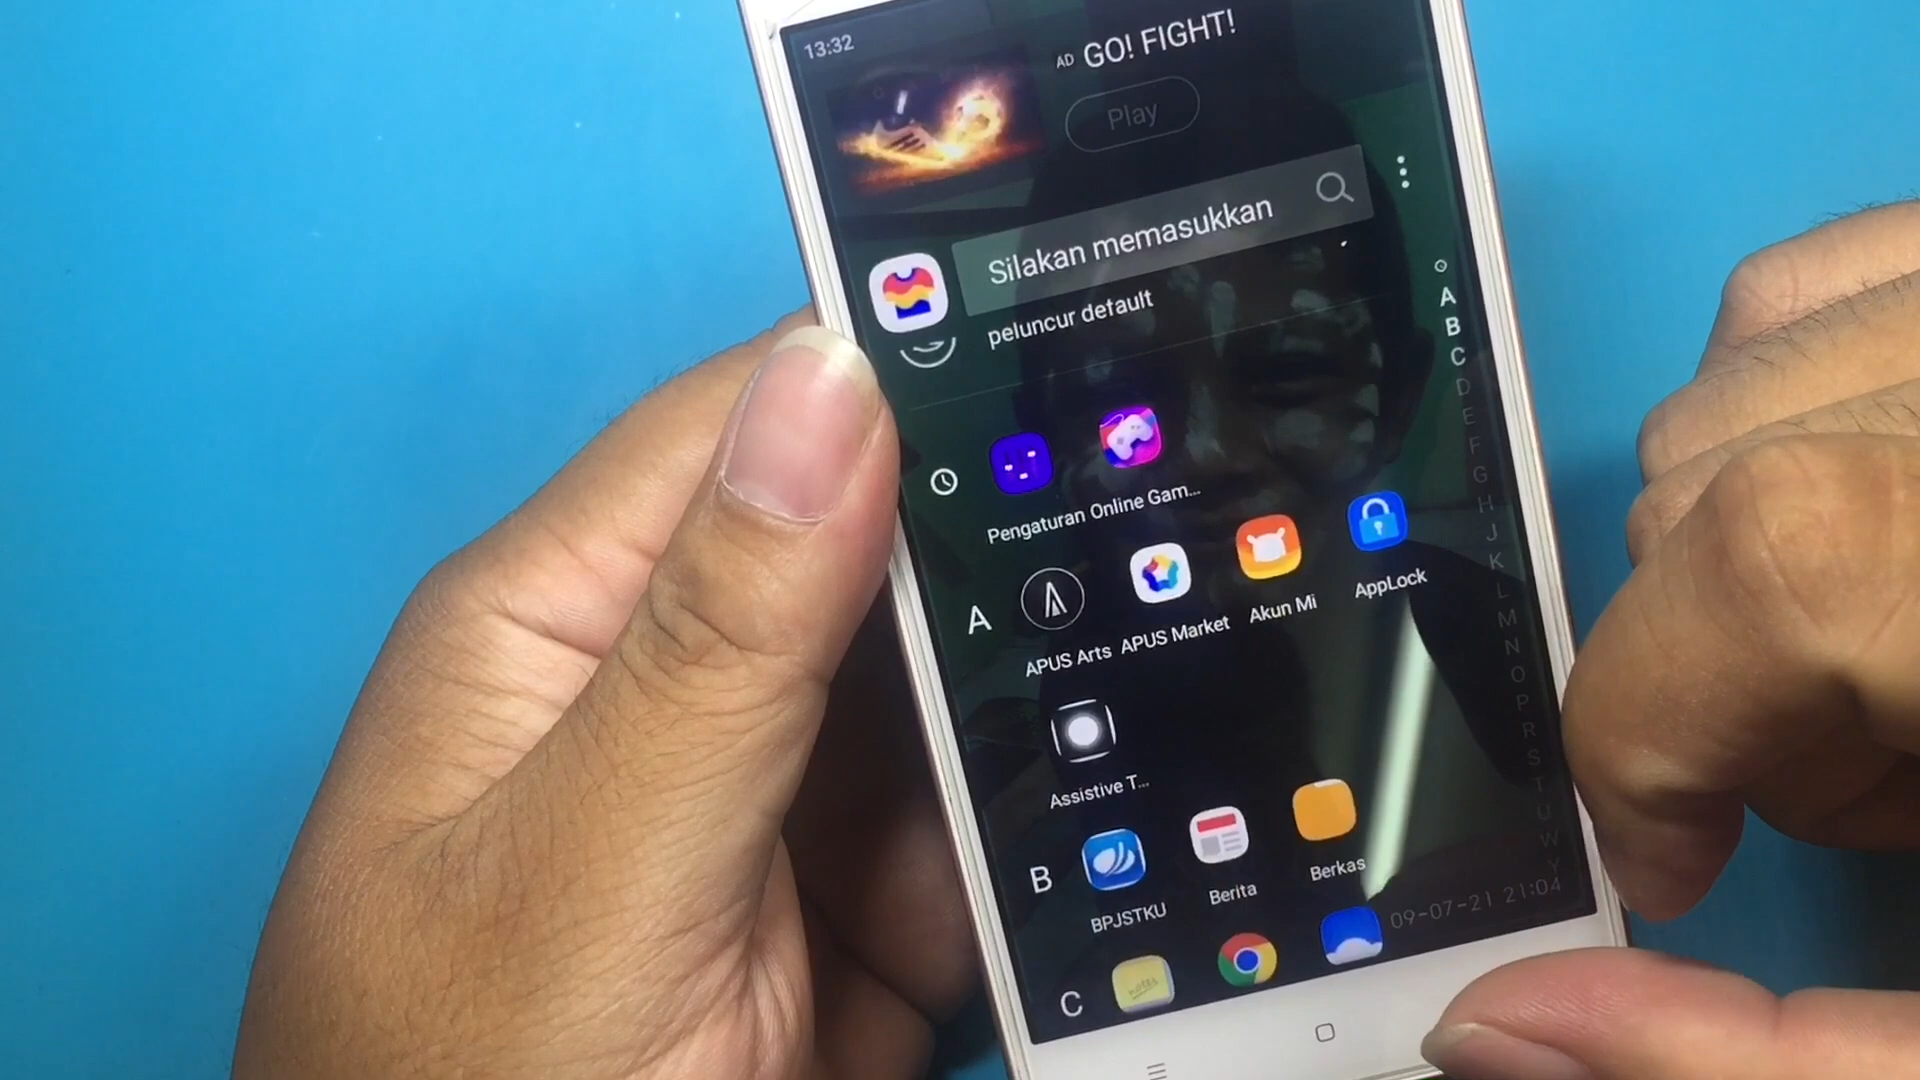 13:32
AD GO! FIGHT!
Play
Silakan memasukkan
peluncur default
Pengaturan Online Gam...
A
APUS Arts APUS Market Akun Mi AppLock
Assistive T...
B
BPJSTKU Berita Berkas
C
notes
A
B
C
D
E
F
G
H
J
K
L
M
N
O
P
R
S
T
U
W
Y
09-07-21 21:04